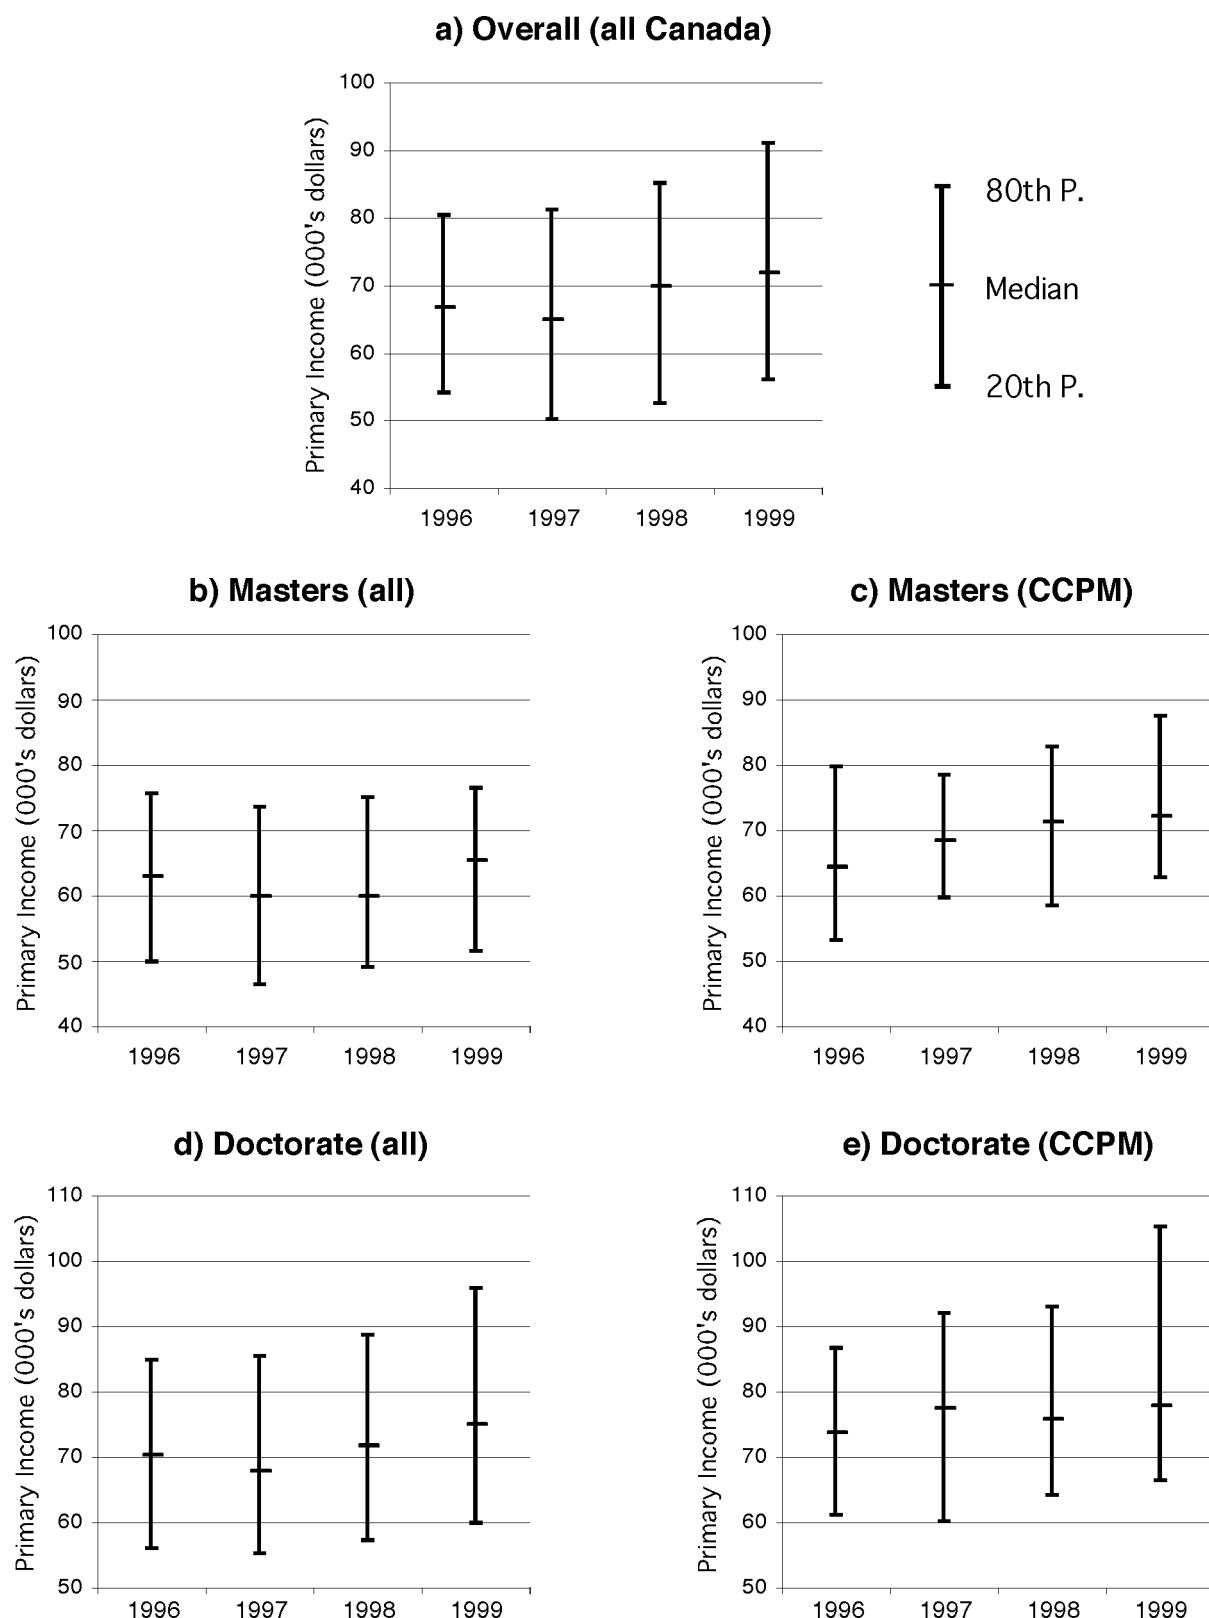 a) Overall (all Canada)
Primary Income (000's dollars)
100
90
80
70
60
50
40
1996 1997 1998 1999
80th P.
Median
20th P.
b) Masters (all)
Primary Income (000's dollars)
100
90
80
70
60
50
40
1996 1997 1998 1999
c) Masters (CCPM)
Primary Income (000's dollars)
100
90
80
70
60
50
40
1996 1997 1998 1999
d) Doctorate (all)
Primary Income (000's dollars)
110
100
90
80
70
60
50
1996 1997 1998 1999
e) Doctorate (CCPM)
Primary Income (000's dollars)
110
100
90
80
70
60
50
1996 1997 1998 1999